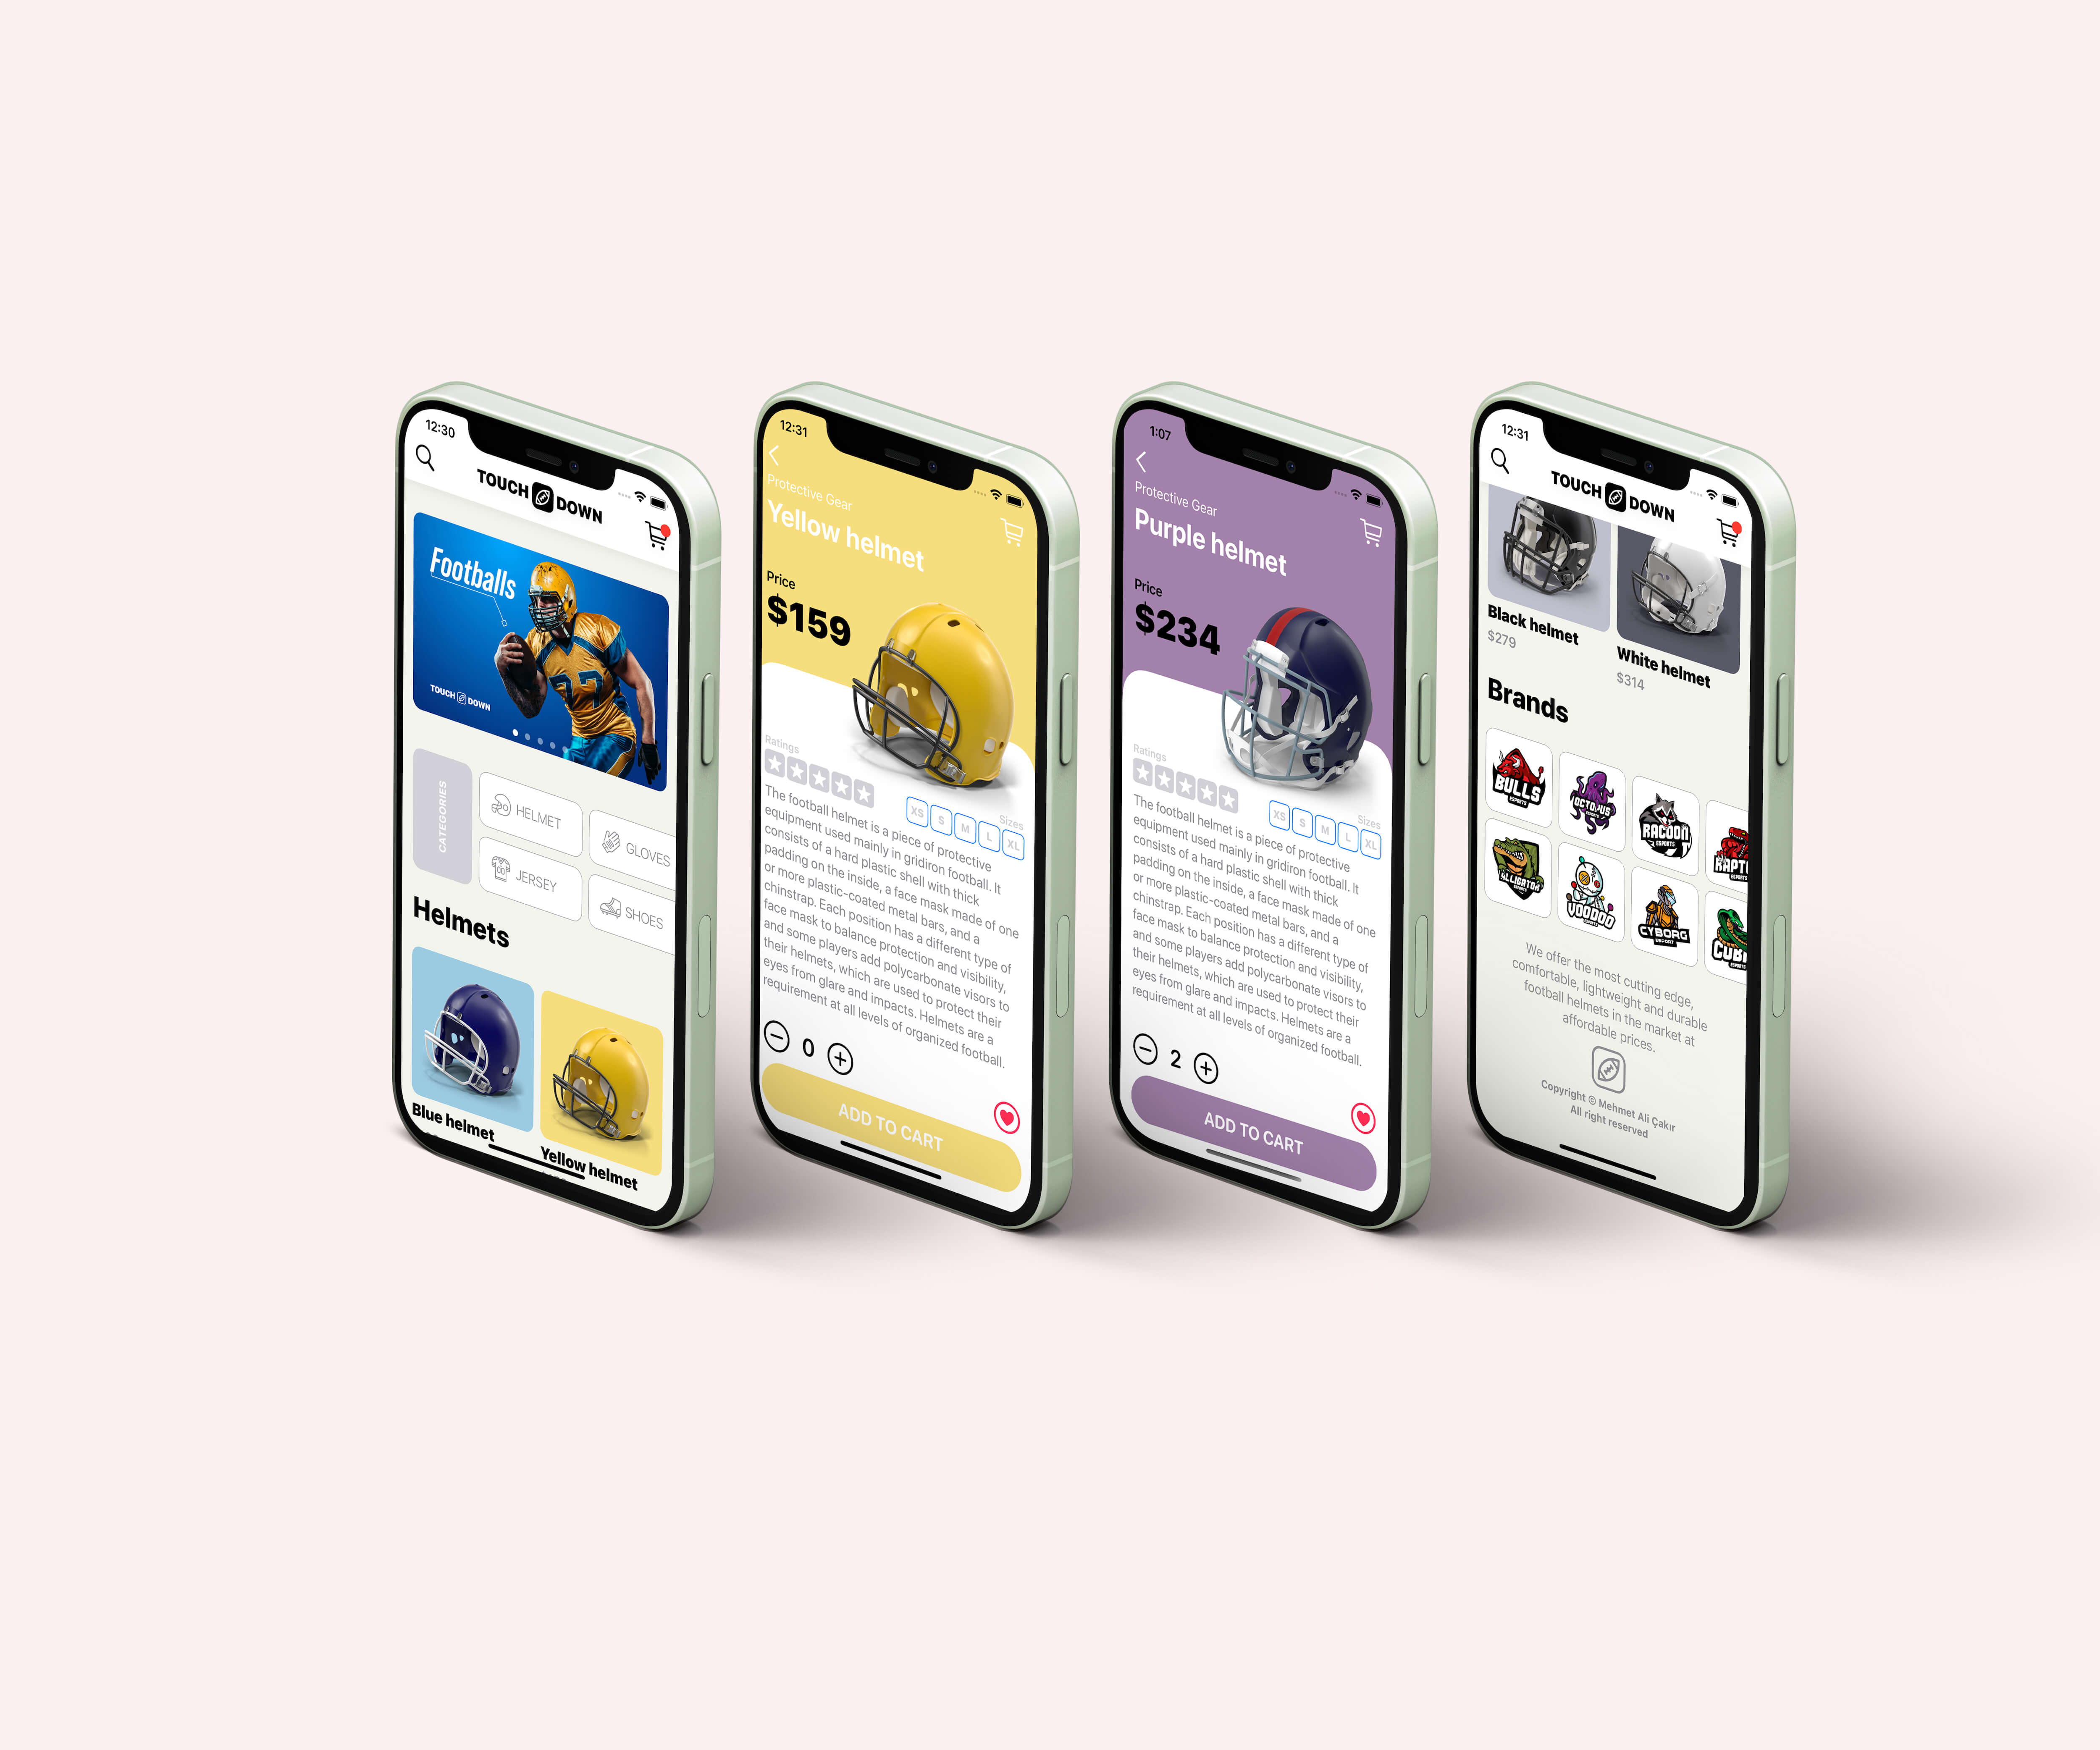 12:30
TOUCH DOWN
Footballs
77
TOUCH DOWN
CATEGORIES
HELMET
GLOVES
JERSEY
SHOES
Helmets
Blue helmet
Yellow helmet
12:31
Protective Gear
Yellow helmet
Price
$159
Ratings
Sizes
XS S M L XL
The football helmet is a piece of protective
equipment used mainly in gridiron football. It
consists of a hard plastic shell with thick
padding on the inside, a face mask made of one
or more plastic-coated metal bars, and a
chinstrap. Each position has a different type of
face mask to balance protection and visibility,
and some players add polycarbonate visors to
their helmets, which are used to protect their
eyes from glare and impacts. Helmets are a
requirement at all levels of organized football.
0
ADD TO CART
1:07
Protective Gear
Purple helmet
Price
$234
Ratings
Sizes
XS S M L XL
The football helmet is a piece of protective
equipment used mainly in gridiron football. It
consists of a hard plastic shell with thick
padding on the inside, a face mask made of one
or more plastic-coated metal bars, and a
chinstrap. Each position has a different type of
face mask to balance protection and visibility,
and some players add polycarbonate visors to
their helmets, which are used to protect their
eyes from glare and impacts. Helmets are a
requirement at all levels of organized football.
2
ADD TO CART
12:31
TOUCH DOWN
Black helmet
$279
White helmet
$314
Brands
BULLS
ESPORTS
OCTOPUS
RACOON
ESPORTS
RAPTO
ESPORTS
ALLIGATOR
VOODOO
CYBORG
ESPORT
COB
We offer the most cutting edge,
comfortable, lightweight and durable
football helmets in the market at
affordable prices.
Copyright © Mehmet Ali Çakır
All right reserved